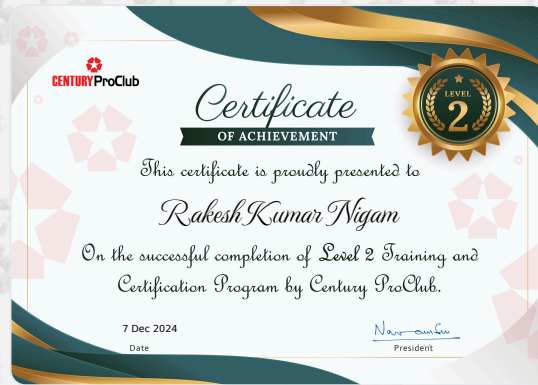 CENTURY ProClub
Certificate
OF ACHIEVEMENT
LEVEL
2
This certificate is proudly presented to
Rakesh Kumar Nigam
On the successful completion of Level 2 Training and
Certification Program by Century ProClub.
7 Dec 2024
Date
President